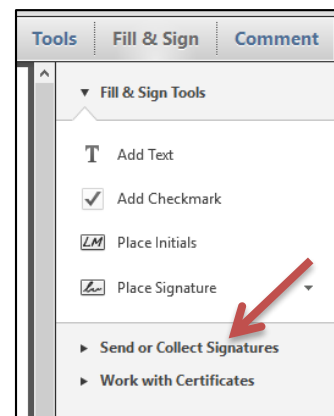 Tools Fill & Sign Comment
Fill & Sign Tools
T Add Text
Add Checkmark
LM Place Initials
Place Signature
Send or Collect Signatures
Work with Certificates